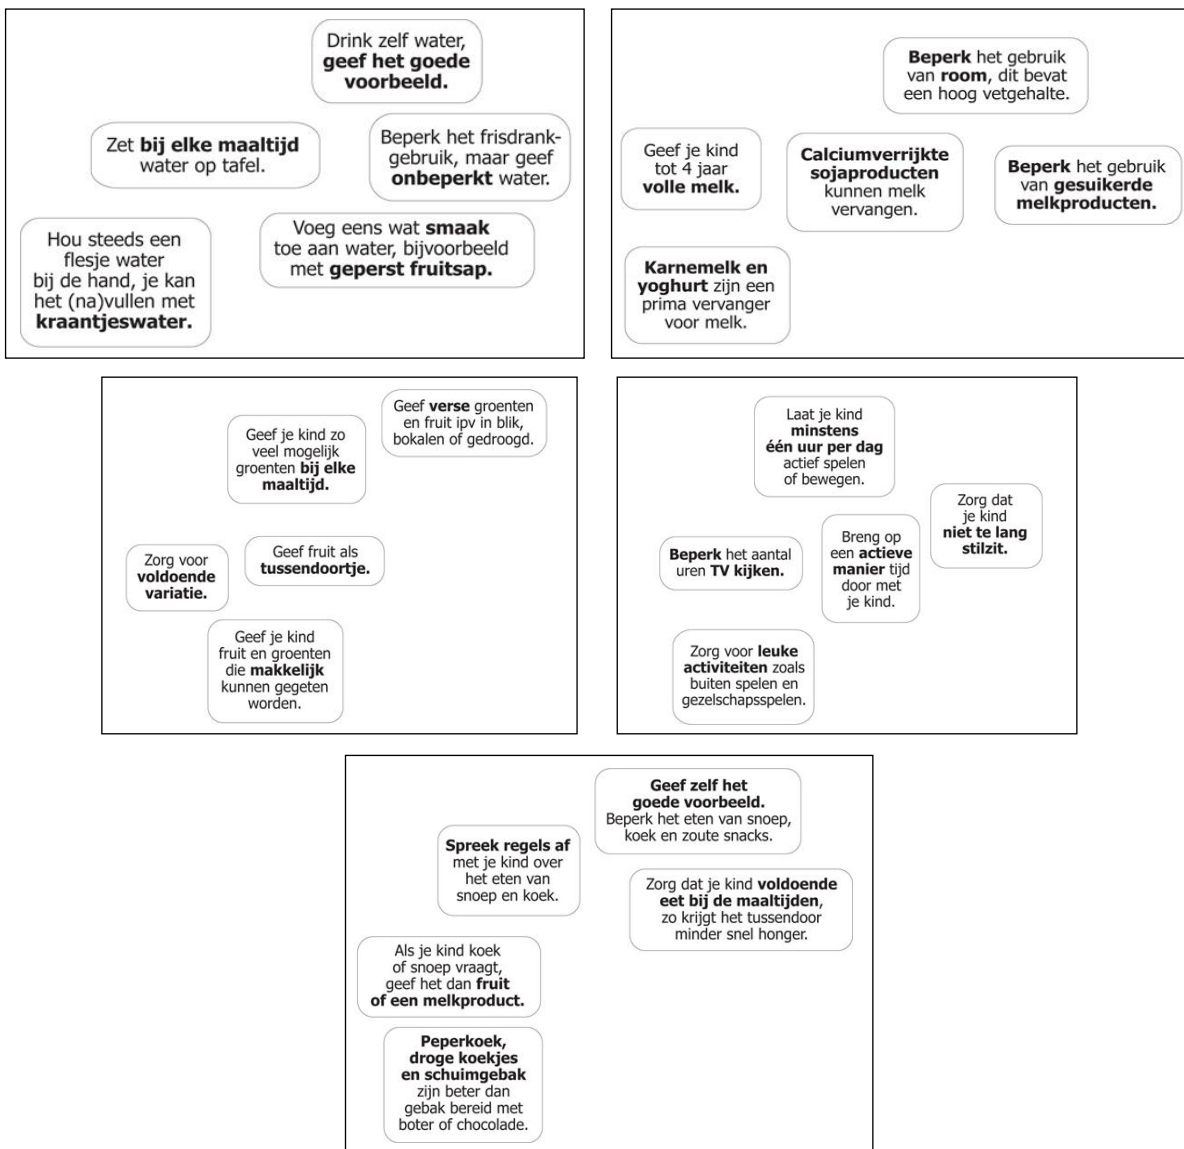 Drink zelf water,
geef het goede
voorbeeld.
Zet bij elke maaltijd
water op tafel.
Beperk het frisdrank-
gebruik, maar geef
onbeperkt water.
Hou steeds een
flesje water
bij de hand, je kan
het (na)vullen met
kraantjeswater.
Voeg eens wat smaak
toe aan water, bijvoorbeeld
met geperst fruitsap.
Beperk het gebruik
van room, dit bevat
een hoog vetgehalte.
Geef je kind
tot 4 jaar
volle melk.
Calciumverrijkte
sojaproducten
kunnen melk
vervangen.
Beperk het gebruik
van gesuikerde
melkproducten.
Karnemelk en
yoghurt zijn een
prima vervanger
voor melk.
Geef verse groenten
en fruit ipv in blik,
bokalen of gedroogd.
Geef je kind zo
veel mogelijk
groenten bij elke
maaltijd.
Zorg voor
voldoende
variatie.
Geef fruit als
tussendoortje.
Geef je kind
fruit en groenten
die makkelijk
kunnen gegeten
worden.
Laat je kind
minstens
één uur per dag
actief spelen
of bewegen.
Zorg dat
je kind
niet te lang
stilzit.
Beperk het aantal
uren TV kijken.
Breng op
een actieve
manier tijd
door met
je kind.
Zorg voor leuke
activiteiten zoals
buiten spelen en
gezelschapsspelen.
Geef zelf het
goede voorbeeld.
Beperk het eten van snoep,
koek en zoute snacks.
Spreek regels af
met je kind over
het eten van
snoep en koek.
Zorg dat je kind voldoende
eet bij de maaltijden,
zo krijgt het tussendoor
minder snel honger.
Als je kind koek
of snoep vraagt,
geef het dan fruit
of een melkproduct.
Peperkoek,
droge koekjes
en schuimgebak
zijn beter dan
gebak bereid met
boter of chocolade.